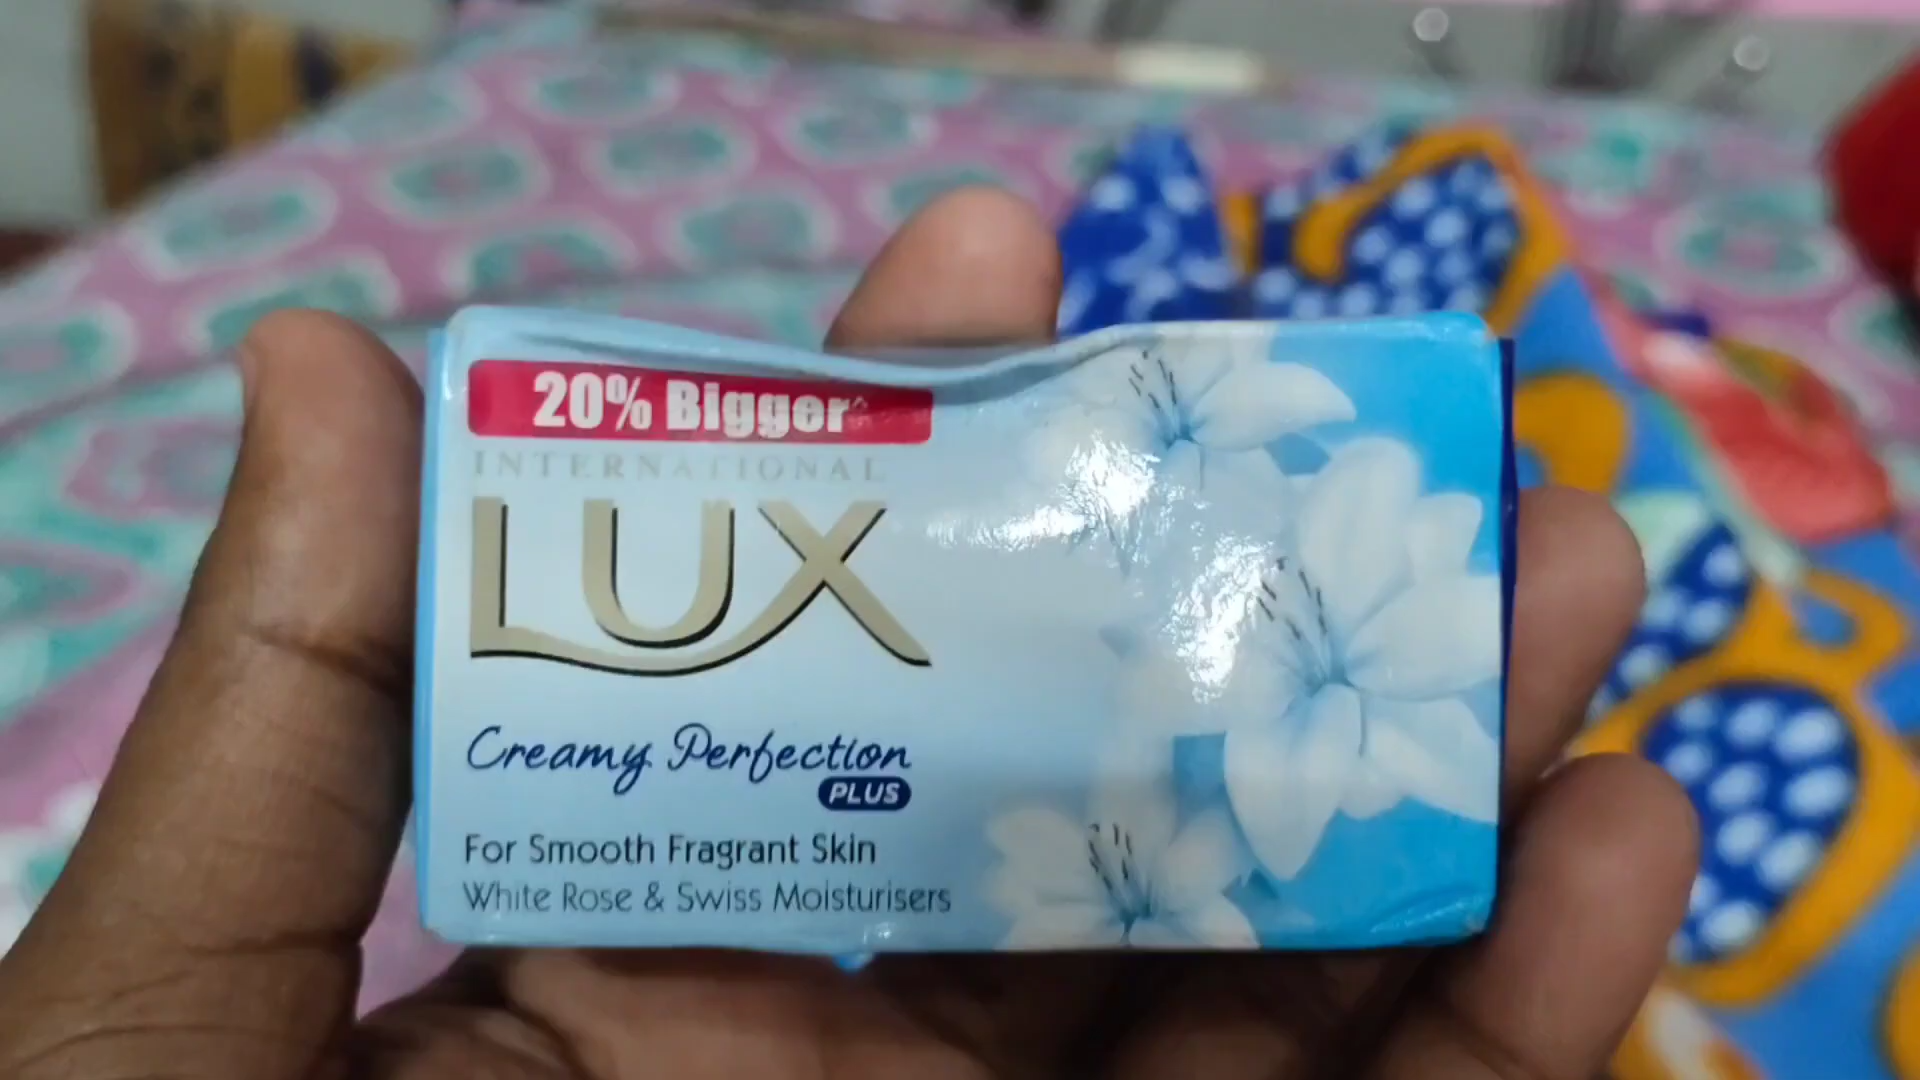 20% Bigger^
INTERNATIONAL
LUX
Creamy Perfection
PLUS
For Smooth Fragrant Skin
White Rose & Swiss Moisturisers